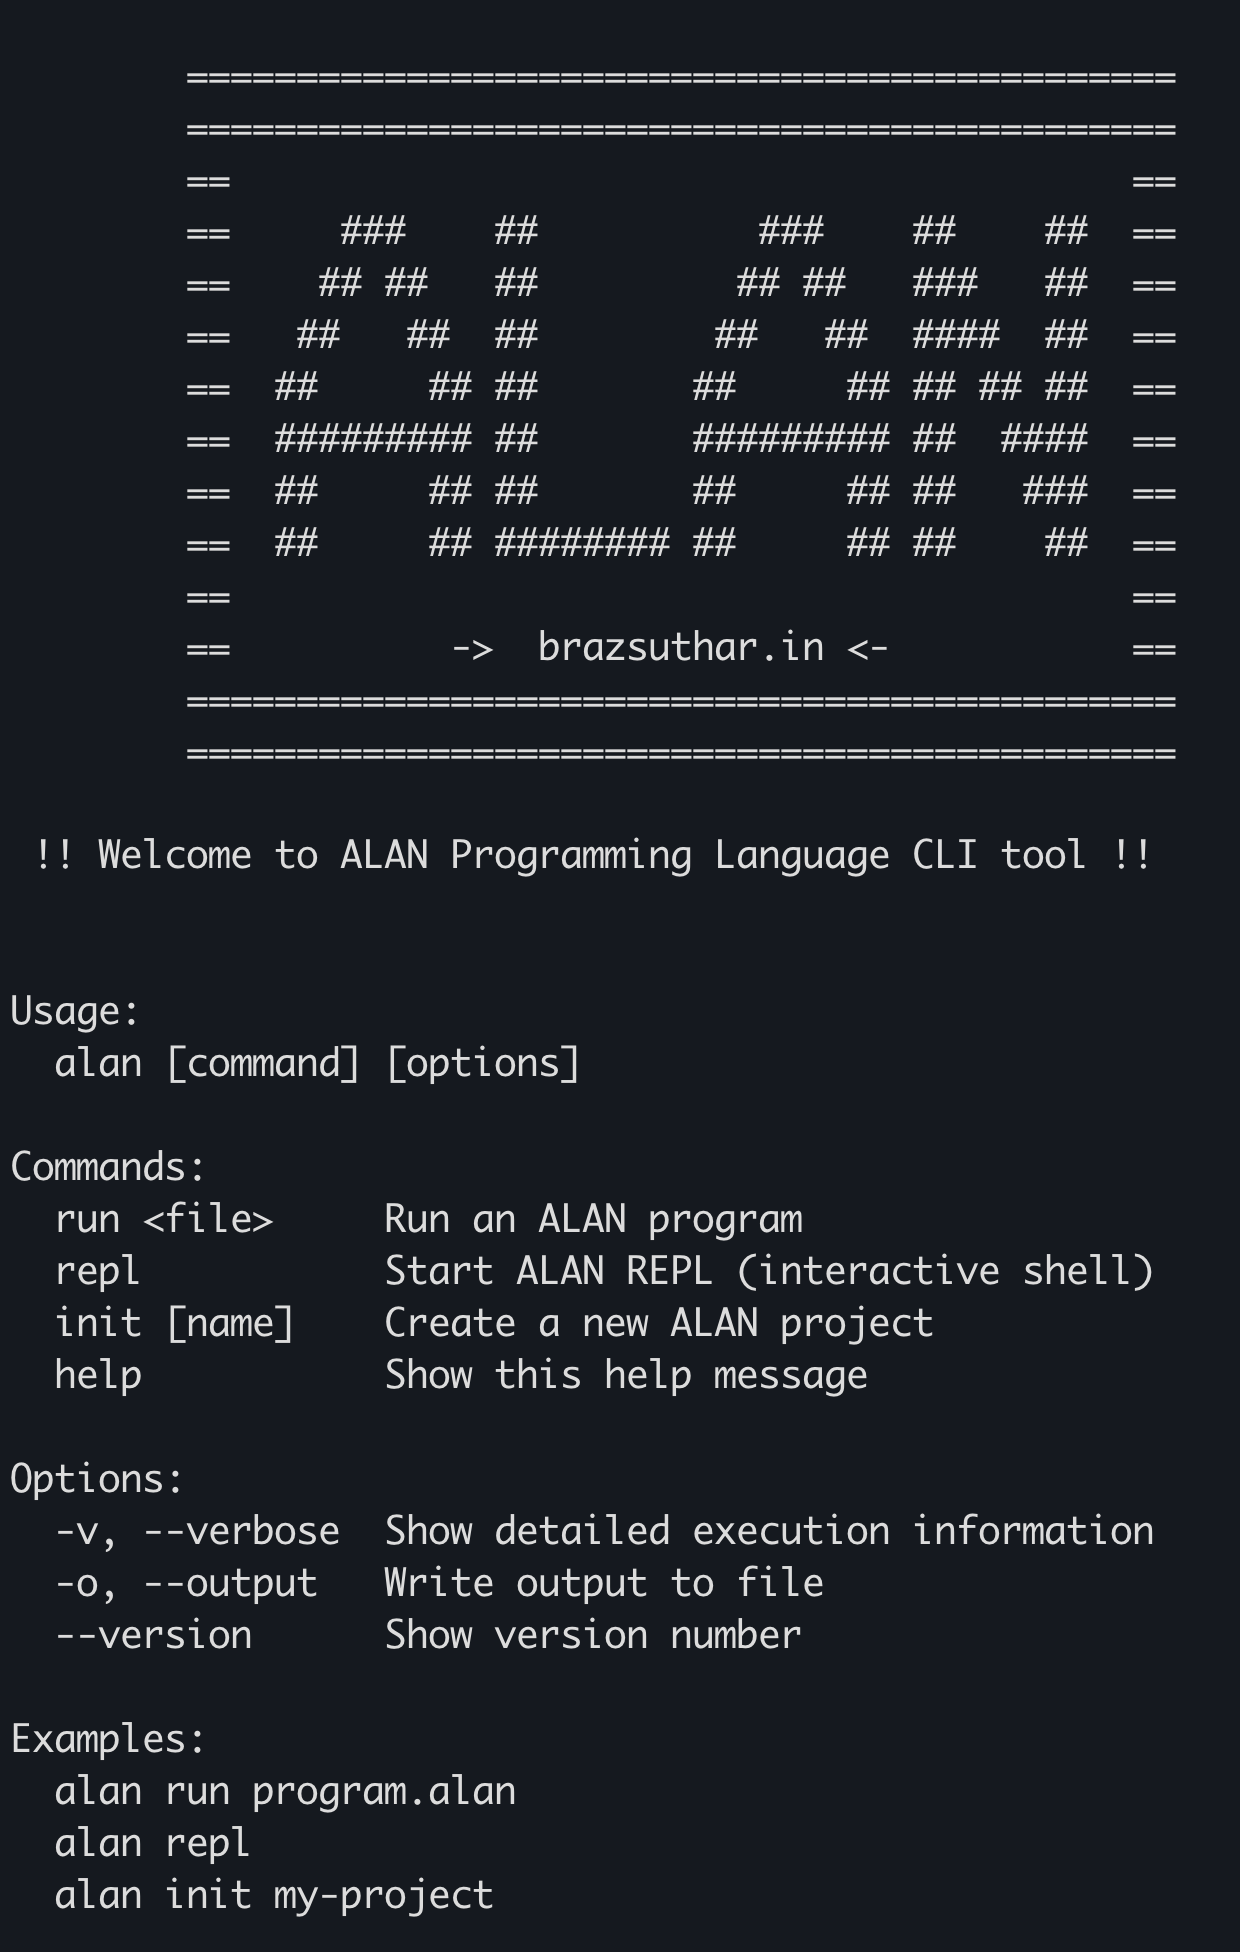 =============================================
=============================================
==                                         ==
==     ###    ##          ###    ##    ##  ==
==    ## ##   ##         ## ##   ###   ##  ==
==   ##   ##  ##        ##   ##  ####  ##  ==
==  ##     ## ##       ##     ## ## ## ##  ==
==  ######### ##       ######### ##  ####  ==
==  ##     ## ##       ##     ## ##   ###  ==
==  ##     ## ######## ##     ## ##    ##  ==
==                                         ==
==          ->  brazsuthar.in <-           ==
=============================================
=============================================
!! Welcome to ALAN Programming Language CLI tool !!
Usage:
  alan [command] [options]
Commands:
  run <file>     Run an ALAN program
  repl           Start ALAN REPL (interactive shell)
  init [name]    Create a new ALAN project
  help           Show this help message
Options:
  -v, --verbose  Show detailed execution information
  -o, --output   Write output to file
  --version      Show version number
Examples:
  alan run program.alan
  alan repl
  alan init my-project